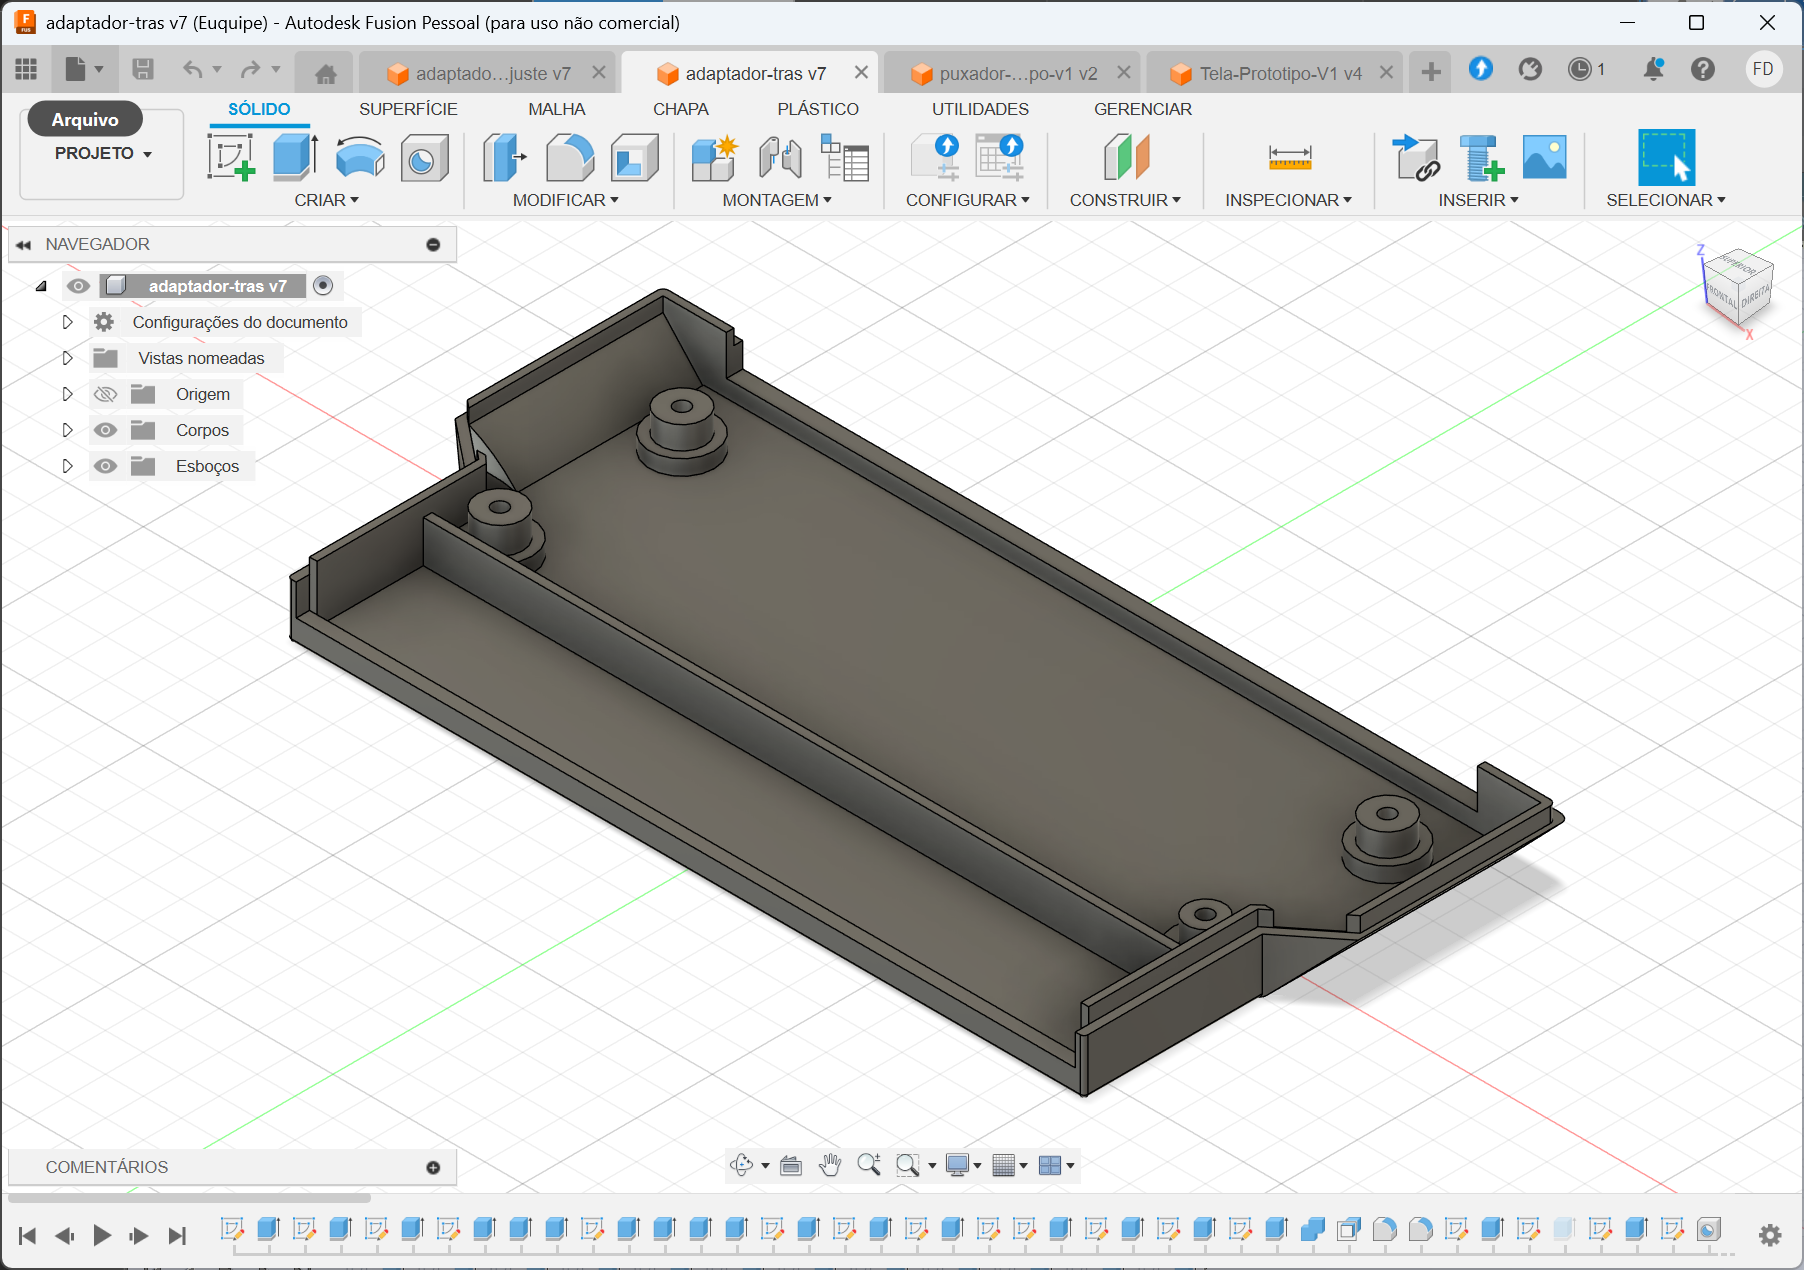 adaptador-tras v7 (Euquipe) - Autodesk Fusion Pessoal (para uso não comercial)
adaptado...juste v7
adaptador-tras v7
puxador-...po-v1 v2
Tela-Prototipo-V1 v4
1
FD
Arquivo
PROJETO
SÓLIDO
SUPERFÍCIE
MALHA
CHAPA
PLÁSTICO
UTILIDADES
GERENCIAR
CRIAR
MODIFICAR
MONTAGEM
CONFIGURAR
CONSTRUIR
INSPECIONAR
INSERIR
SELECIONAR
NAVEGADOR
adaptador-tras v7
Configurações do documento
Vistas nomeadas
Origem
Corpos
Esboços
Z
SUPERIOR
FRONTAL
DIREITA
X
COMENTÁRIOS